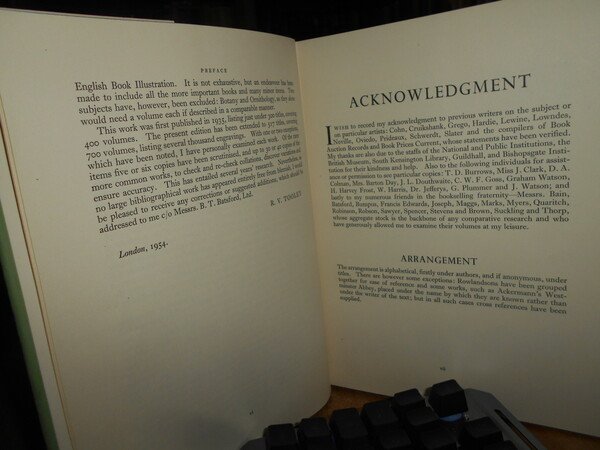 PREFACE
English Book Illustration. It is not exhaustive, but an endeavour has been
made to include all the more important books and many minor items. Two
subjects have, however, been excluded: Botany and Ornithology, as they alone
would need a volume each if described in a comparable manner.
This work was first published in 1935, listing just under 500 titles, covering
400 volumes. The present edition has been extended to 517 titles, covering
700 volumes, listing several thousand engravings. With one or two exceptions,
which have been noted, I have personally examined each work. Of the rare
items five or six copies have been scrutinised, and up to 30 or 40 copies of the
more common works, to check and re-check collations, discover variants and
ensure accuracy. This has entailed several years research. Nevertheless, as
no large bibliographical work has appeared entirely free from blemish, I would
be pleased to receive any corrections or suggested additions, which should be
addressed to me c/o Messrs. B. T. Batsford, Ltd.
R. V. TOOLEY
London, 1954.
ACKNOWLEDGMENT
I WISH to record my acknowledgment to previous writers on the subject or
on particular artists: Cohn, Cruikshank, Grego, Hardie, Lewine, Lowndes,
Neville, Oviedo, Prideaux, Schwerdt, Slater and the compilers of Book
Auction Records and Book Prices Current, whose statements have been verified.
My thanks are also due to the staffs of the National and Public Institutions, the
British Museum, South Kensington Library, Guildhall, and Bishopsgate Insti-
tution for their kindness and help. Also to the following individuals for assist-
ance or permission to see particular copies: T. D. Burrows, Miss J. Clark, D. A.
Colman, Mrs. Burton Day, J. L. Douthwaite, C. W. F. Goss, Graham Watson,
H. Harvey Frost, W. Harris, Dr. Jefferys, G. Plummer and J. Watson; and
lastly to my numerous friends in the bookselling fraternity—Messrs. Bain,
Batsford, Bumpus, Francis Edwards, Joseph, Maggs, Marks, Myers, Quaritch,
Robinson, Robson, Sawyer, Spencer, Stevens and Brown, Suckling and Thorp,
whose aggregate stock is the backbone of any comparative research and who
have generously allowed me to examine their volumes at my leisure.
ARRANGEMENT
The arrangement is alphabetical, firstly under authors, and if anonymous, under
titles. There are however some exceptions: Rowlandsons have been grouped
together for ease of reference and some works, such as Ackermann's West-
minster Abbey, placed under the name by which they are known rather than
under the writer of the text; but in all such cases cross references have been
supplied.